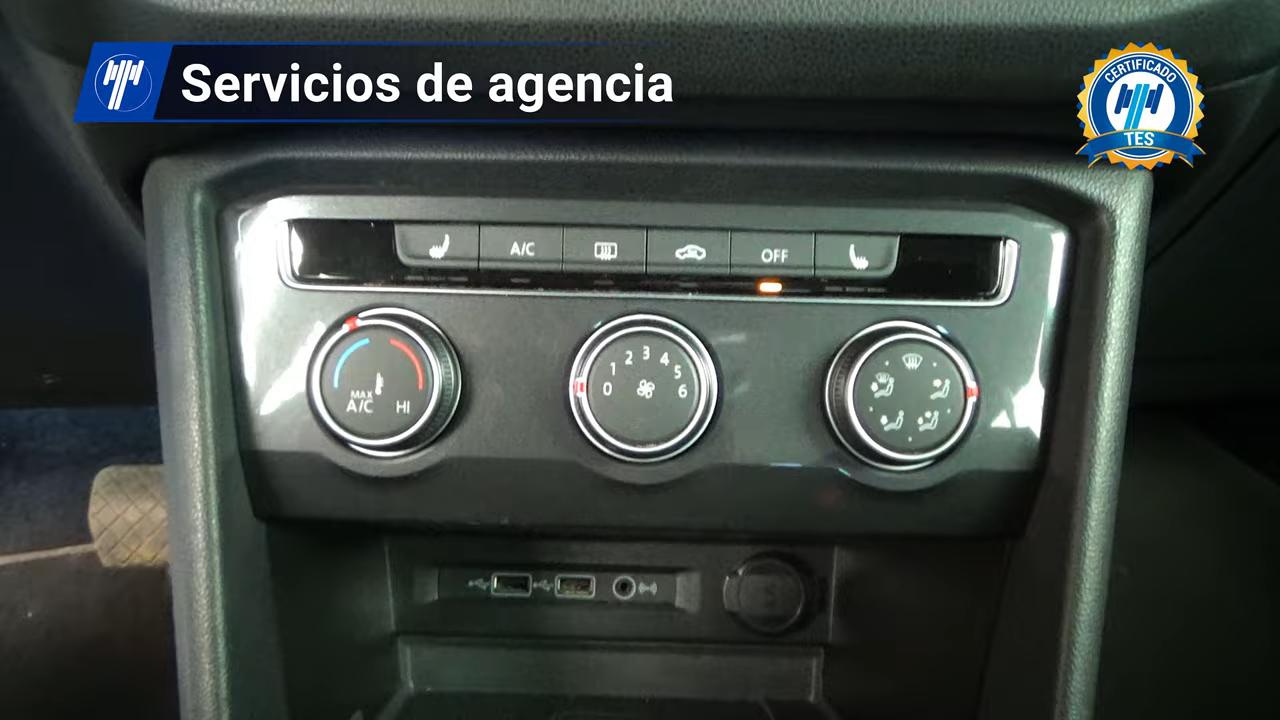 Servicios de agencia
CERTIFICADO
TES
A/C
OFF
MAX
A/C
HI
0
1
2
3
4
5
6